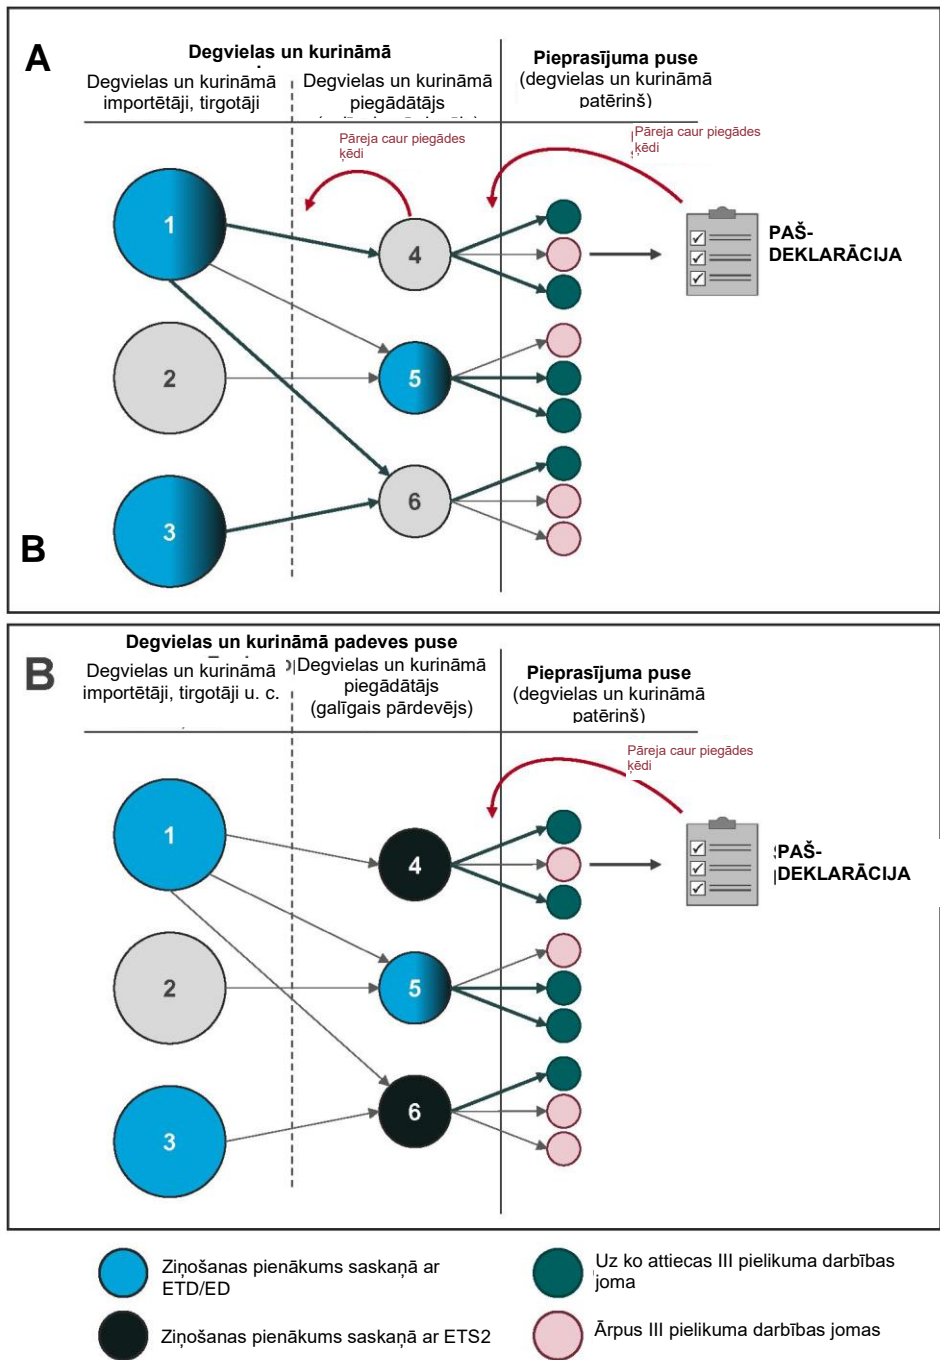 A
Degvielas un kurināmā
Pieprasījuma puse
(degvielas un kurināmā
patēriņš)
Degvielas un kurināmā
importētāji, tirgotāji
Degvielas un kurināmā
piegādātājs
Pāreja caur piegādes
ķēdi
Pāreja caur piegādes
ķēdi
1
4
PAŠ-
DEKLARĀCIJA
2
5
3
6
B
Degvielas un kurināmā padeves puse
B
Degvielas un kurināmā
importētāji, tirgotāji u. c.
Degvielas un kurināmā
piegādātājs
(galīgais pārdevējs)
Pieprasījuma puse
(degvielas un kurināmā
patēriņš)
Pāreja caur piegādes
ķēdi
1
4
PAŠ-
DEKLARĀCIJA
2
5
3
6
Ziņošanas pienākums saskaņā ar
ETD/ED
Uz ko attiecas III pielikuma darbības
joma
Ziņošanas pienākums saskaņā ar ETS2
Ārpus III pielikuma darbības jomas